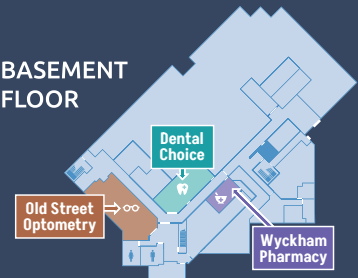 BASEMENT
FLOOR
Dental
Choice
Old Street
Optometry
Wyckham
Pharmacy